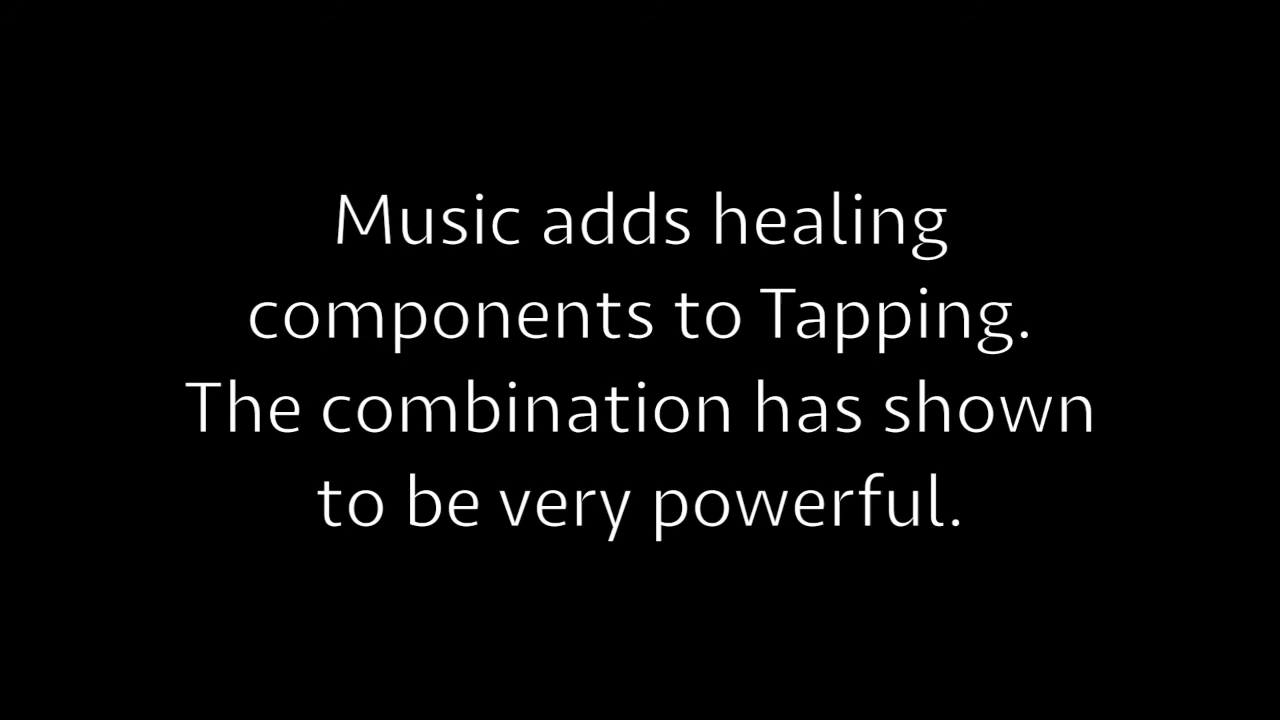 Music adds healing
components to Tapping.
The combination has shown
to be very powerful.